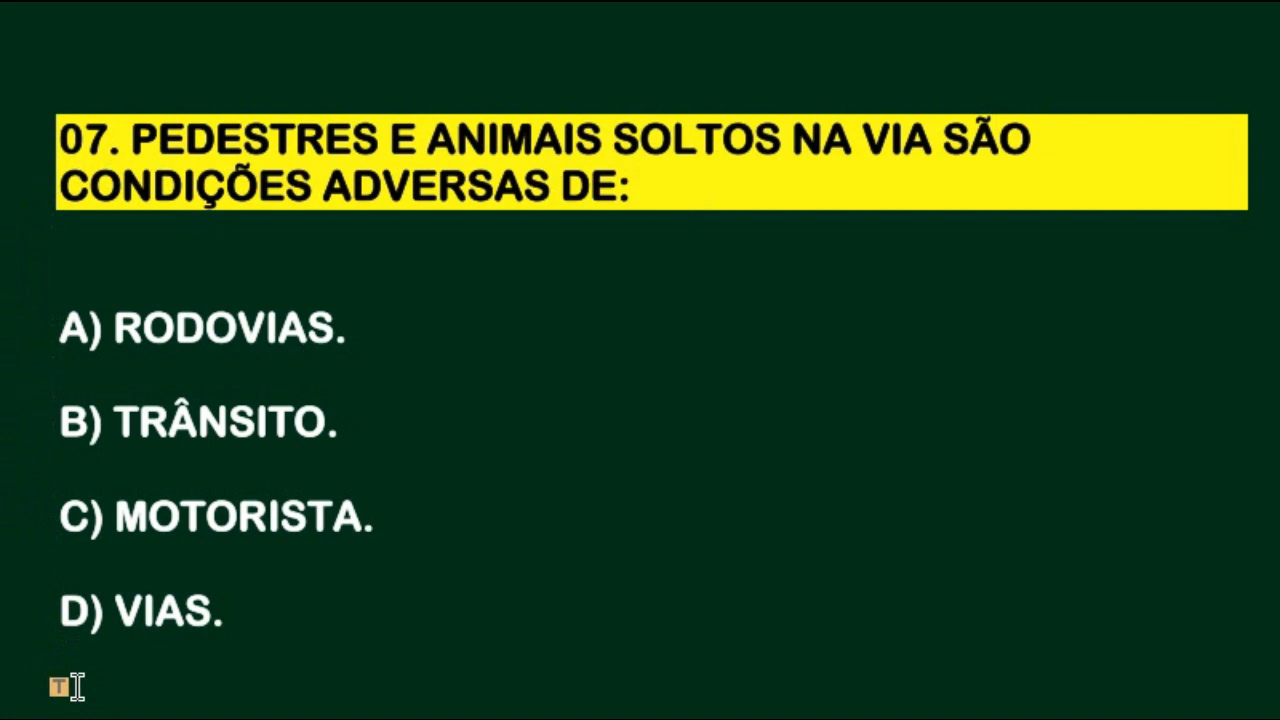 07. PEDESTRES E ANIMAIS SOLTOS NA VIA SÃO
CONDIÇÕES ADVERSAS DE:
A) RODOVIAS.
B) TRÂNSITO.
C) MOTORISTA.
D) VIAS.
T